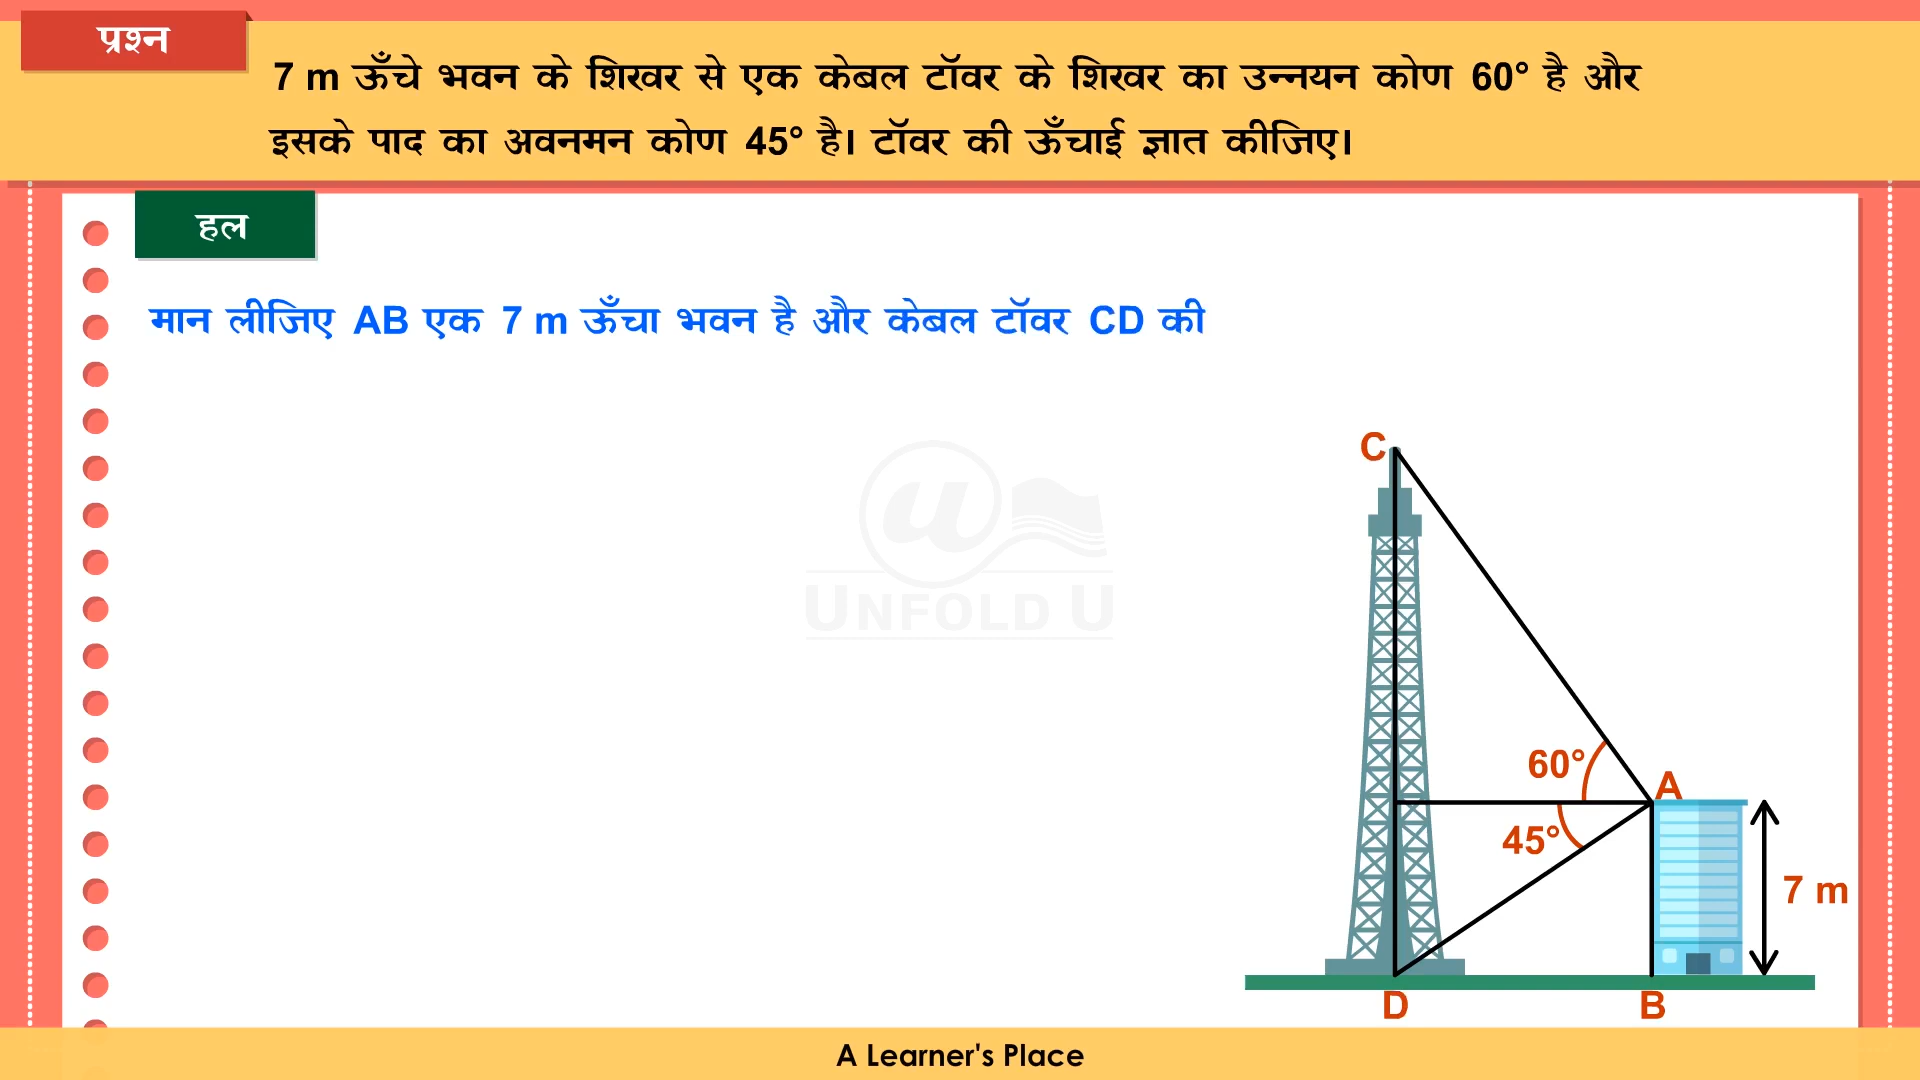 प्रश्न
7 m ऊँचे भवन के शिखर से एक केबल टॉवर के शिखर का उन्नयन कोण 60° है और
इसके पाद का अवनमन कोण 45° है। टॉवर की ऊँचाई ज्ञात कीजिए।
हल
मान लीजिए AB एक 7 m ऊँचा भवन है और केबल टॉवर CD की
C
UNFOLD U
60°
A
45°
7 m
D
B
A Learner's Place